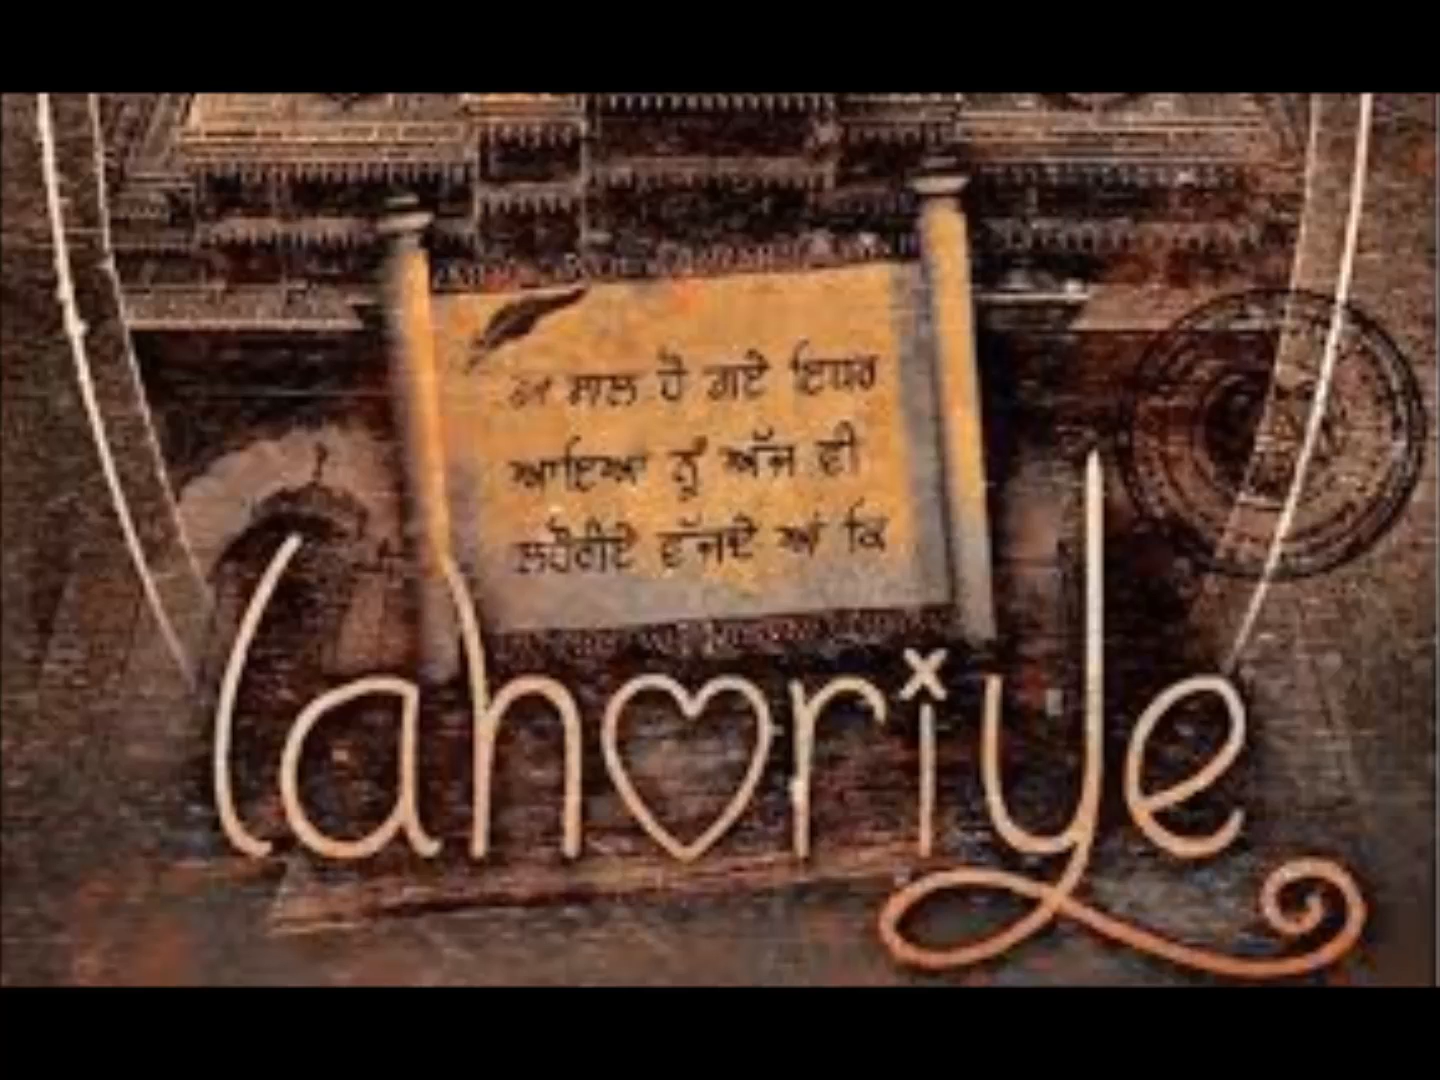 ਸਾਲ ਹੋ ਗਏ ਇਧਰ
ਆਇਆ ਨੂੰ ਅੱਜ ਵੀ
ਲਹੌਰੀਏ ਵੱਜਦੇ ਆਂ ਕਿ
lahoriye